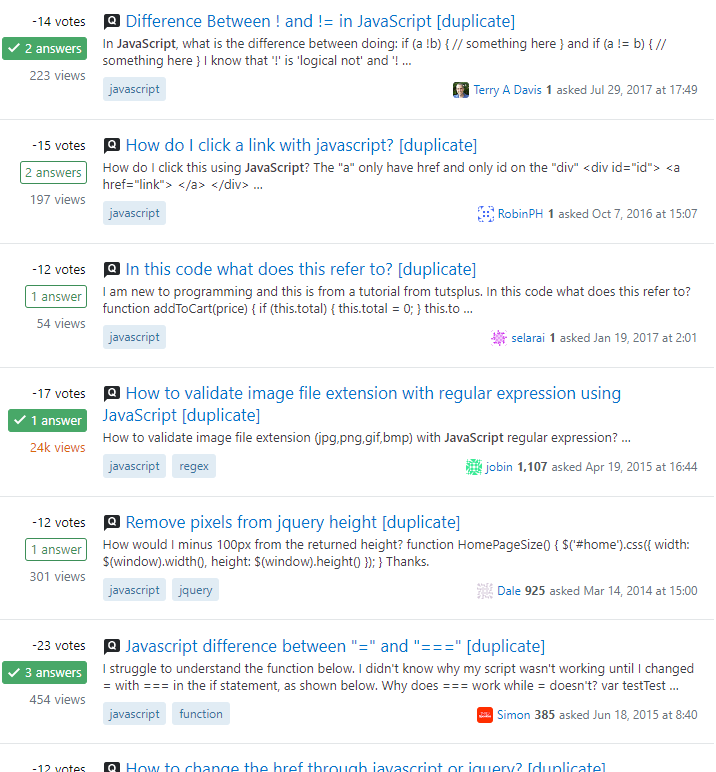 -14 votes
Q Difference Between ! and != in JavaScript [duplicate]
2 answers
In JavaScript, what is the difference between doing: if (a !b) { // something here } and if (a != b) { //
something here } I know that '!' is 'logical not' and '! ...
223 views
javascript
Terry A Davis 1 asked Jul 29, 2017 at 17:49
-15 votes
Q How do I click a link with javascript? [duplicate]
2 answers
How do I click this using JavaScript? The "a" only have href and only id on the "div" <div id="id"> <a
href="link"> </a> </div> ...
197 views
javascript
RobinPH 1 asked Oct 7, 2016 at 15:07
-12 votes
Q In this code what does this refer to? [duplicate]
1 answer
I am new to programming and this is from a tutorial from tutsplus. In this code what does this refer to?
function addToCart(price) { if (this.total) { this.total = 0; } this.to ...
54 views
javascript
selarai 1 asked Jan 19, 2017 at 2:01
-17 votes
Q How to validate image file extension with regular expression using
JavaScript [duplicate]
1 answer
How to validate image file extension (jpg,png,gif,bmp) with JavaScript regular expression? ...
24k views
javascript regex
jobin 1,107 asked Apr 19, 2015 at 16:44
-12 votes
Q Remove pixels from jquery height [duplicate]
1 answer
How would I minus 100px from the returned height? function HomePageSize() { $('#home').css({ width:
$(window).width(), height: $(window).height() }); } Thanks.
301 views
javascript jquery
Dale 925 asked Mar 14, 2014 at 15:00
-23 votes
Q Javascript difference between "=" and "===" [duplicate]
3 answers
I struggle to understand the function below. I didn't know why my script wasn't working until I changed
= with === in the if statement, as shown below. Why does === work while = doesn't? var testTest ...
454 views
javascript function
Simon 385 asked Jun 18, 2015 at 8:40
-12 votes
Q How to change the href through javascript or jquery? [duplicate]